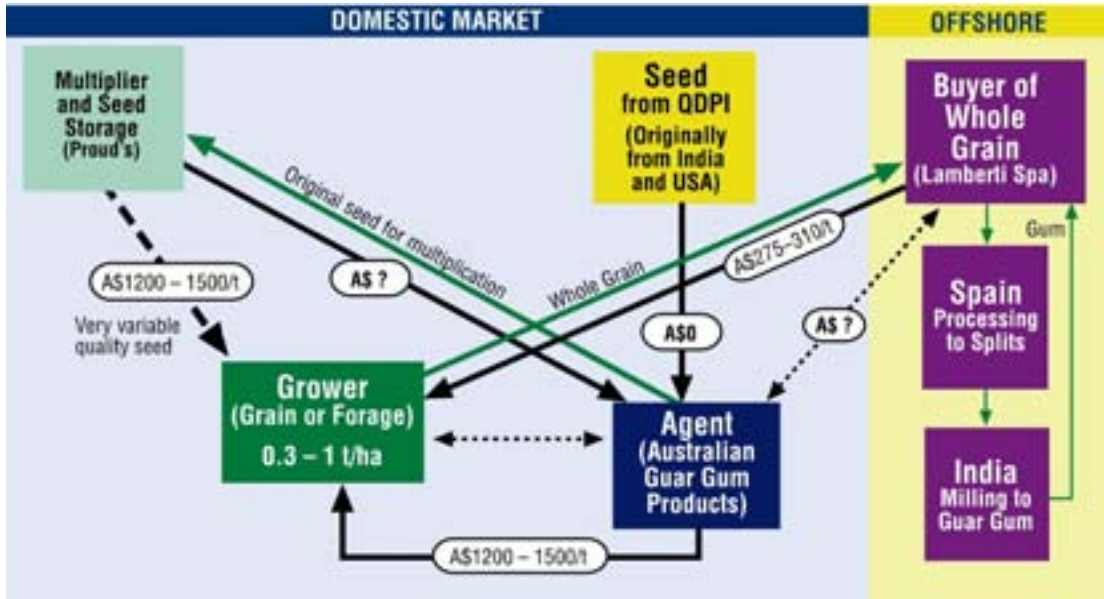 DOMESTIC MARKET
OFFSHORE
Multiplier
and Seed
Storage
(Proud's)
Seed
from QDPI
(Originally
from India
and USA)
Buyer of
Whole
Grain
(Lamberti Spa)
Original seed for multiplication
Whole Grain
A$275–310/t
Gum
A$1200 – 1500/t
A$ ?
A$0
A$ ?
Very variable
quality seed
Spain
Processing
to Splits
Grower
(Grain or Forage)
0.3 – 1 t/ha
Agent
(Australian
Guar Gum
Products)
India
Milling to
Guar Gum
A$1200 – 1500/t